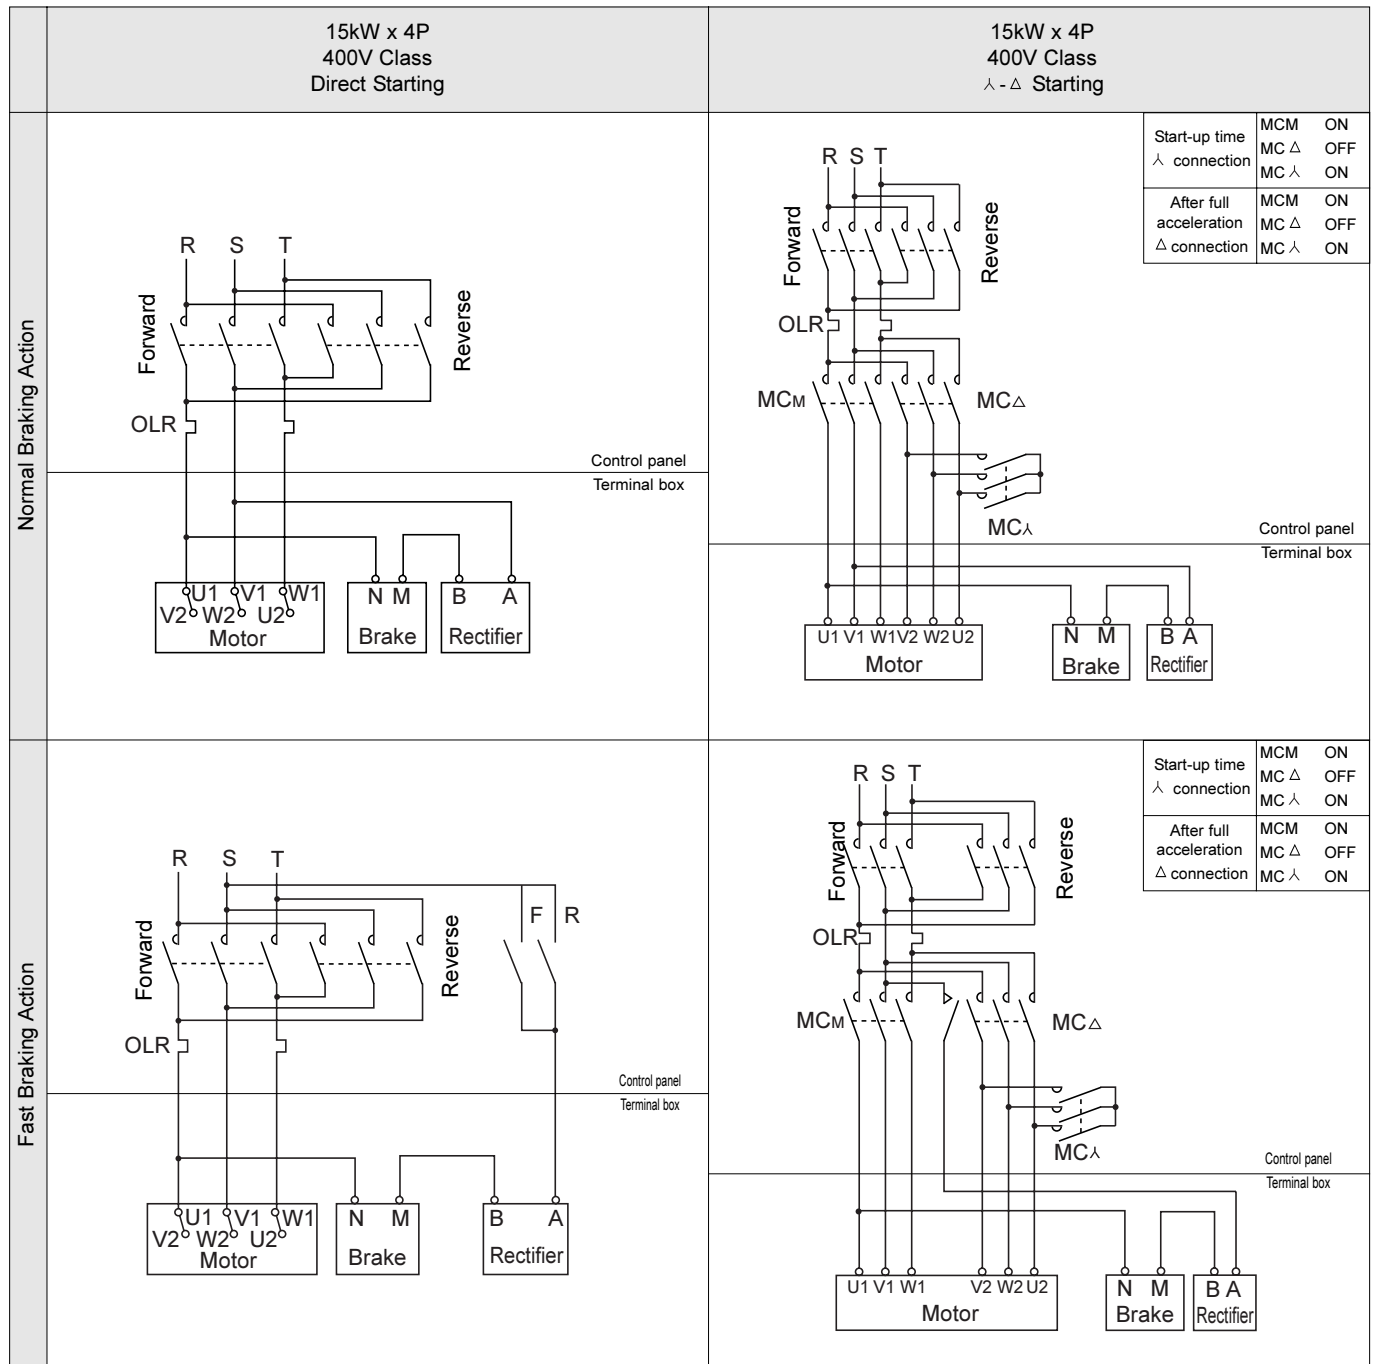 15kW x 4P
400V Class
Direct Starting
15kW x 4P
400V Class
⅄ - △ Starting
Normal Braking Action
R S T
Forward
Reverse
OLR
Control panel
Terminal box
U1 V1 W1
V2 W2 U2
Motor
N M
Brake
B A
Rectifier
Start-up time
⅄ connection
MCM ON
MC △ OFF
MC ⅄ ON
After full
acceleration
△ connection
MCM ON
MC △ OFF
MC ⅄ ON
R S T
Forward
Reverse
OLR
MCM
MC△
MC⅄
Control panel
Terminal box
U1 V1 W1 V2 W2 U2
Motor
N M
Brake
B A
Rectifier
Fast Braking Action
R S T
F R
Forward
Reverse
OLR
Control panel
Terminal box
U1 V1 W1
V2 W2 U2
Motor
N M
Brake
B A
Rectifier
Start-up time
⅄ connection
MCM ON
MC △ OFF
MC ⅄ ON
After full
acceleration
△ connection
MCM ON
MC △ OFF
MC ⅄ ON
R S T
Forward
Reverse
OLR
MCM
MC△
MC⅄
Control panel
Terminal box
U1 V1 W1 V2 W2 U2
Motor
N M
Brake
B A
Rectifier